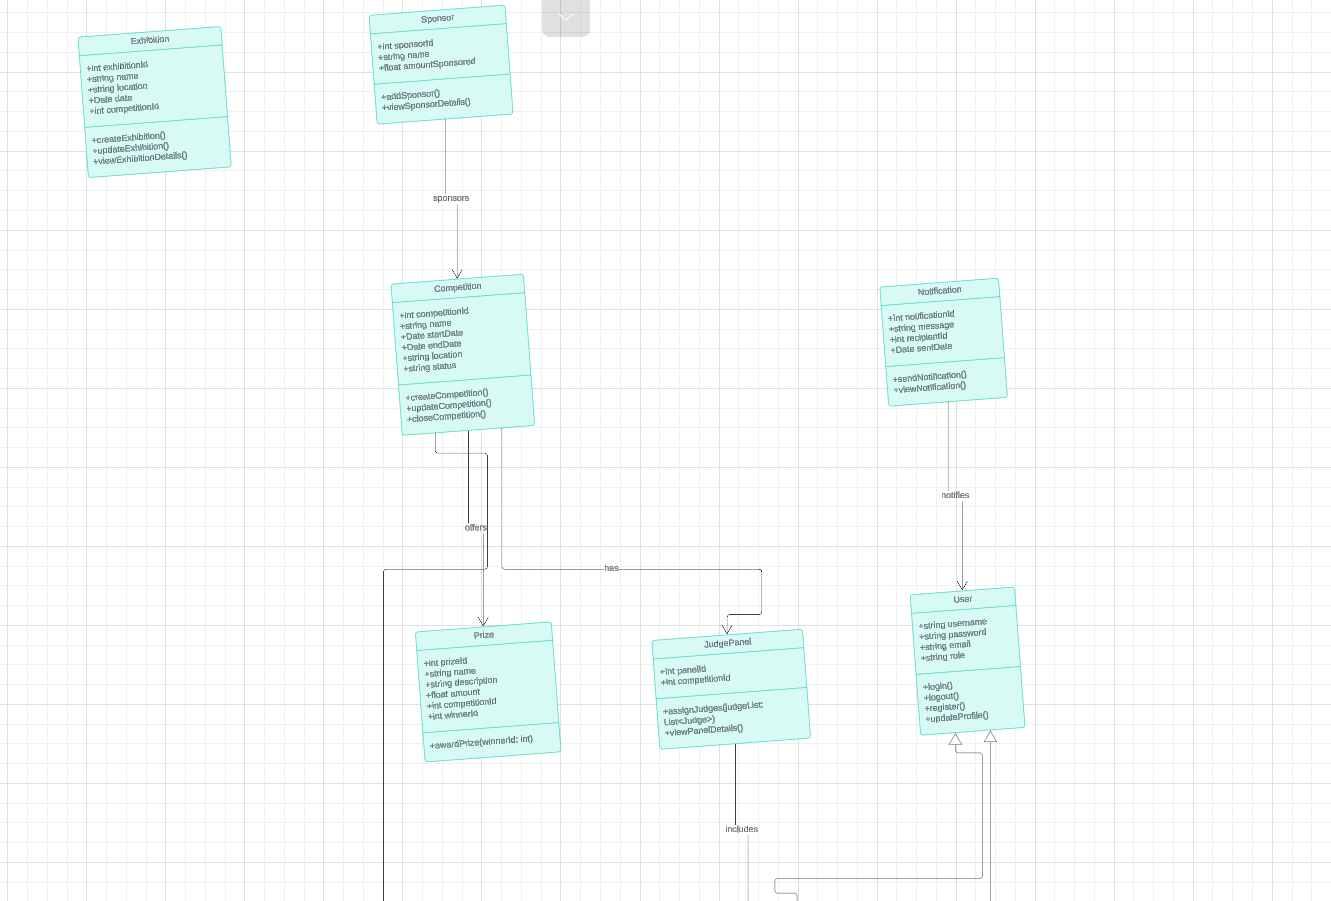 Exhibition
+int exhibitionId
+string name
+string location
+Date date
+int competitionId
+createExhibition()
+updateExhibition()
+viewExhibitionDetails()
Sponsor
+int sponsorId
+string name
+float amountSponsored
+addSponsor()
+viewSponsorDetails()
sponsors
Competition
+int competitionId
+string name
+Date startDate
+Date endDate
+string location
+string status
+createCompetition()
+updateCompetition()
+closeCompetition()
Notification
+int notificationId
+string message
+int recipientId
+Date sentDate
+sendNotification()
+viewNotification()
notifies
offers
has
Prize
+int prizeId
+string name
+string description
+float amount
+int competitionId
+int winnerId
+awardPrize(winnerId: int)
JudgePanel
+int panelId
+int competitionId
+assignJudges(judgeList:
List<Judge>)
+viewPanelDetails()
User
+string username
+string password
+string email
+string role
+login()
+logout()
+register()
+updateProfile()
includes